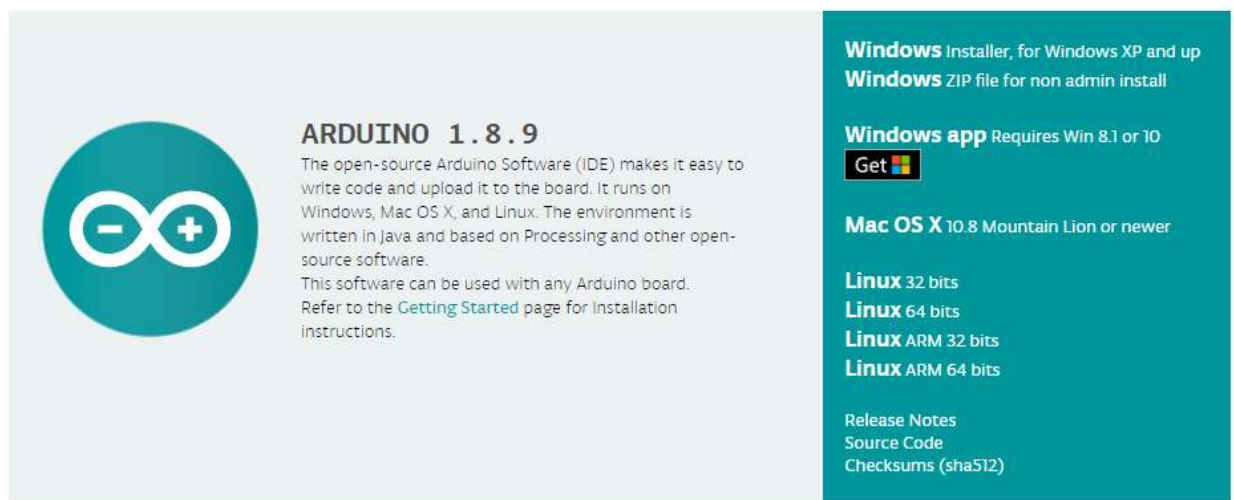 ARDUINO 1.8.9
The open-source Arduino Software (IDE) makes it easy to
write code and upload it to the board. It runs on
Windows, Mac OS X, and Linux. The environment is
written in Java and based on Processing and other open-
source software.
This software can be used with any Arduino board.
Refer to the Getting Started page for Installation
instructions.
Windows Installer, for Windows XP and up
Windows ZIP file for non admin install
Windows app Requires Win 8.1 or 10
Get
Mac OS X 10.8 Mountain Lion or newer
Linux 32 bits
Linux 64 bits
Linux ARM 32 bits
Linux ARM 64 bits
Release Notes
Source Code
Checksums (sha512)